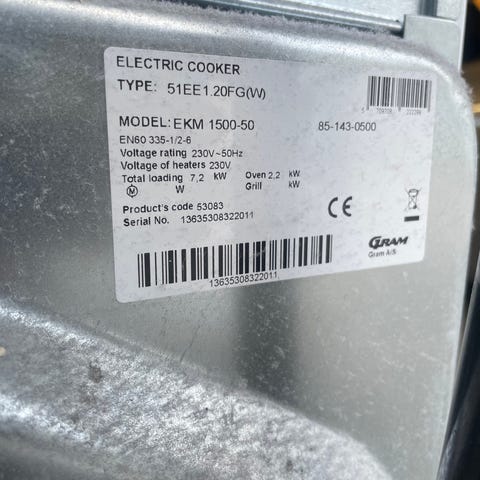 ELECTRIC COOKER
TYPE: 51EE1.20FG(W)
MODEL: EKM 1500-50 85-143-0500
EN60 335-1/2-6
Voltage rating 230V~50Hz
Voltage of heaters 230V
Total loading 7,2 kW Oven 2,2 kW
M W Grill kW
Product's code 53083
Serial No. 13635308322011
CE
GRAM
Gram A/S
13635308322011